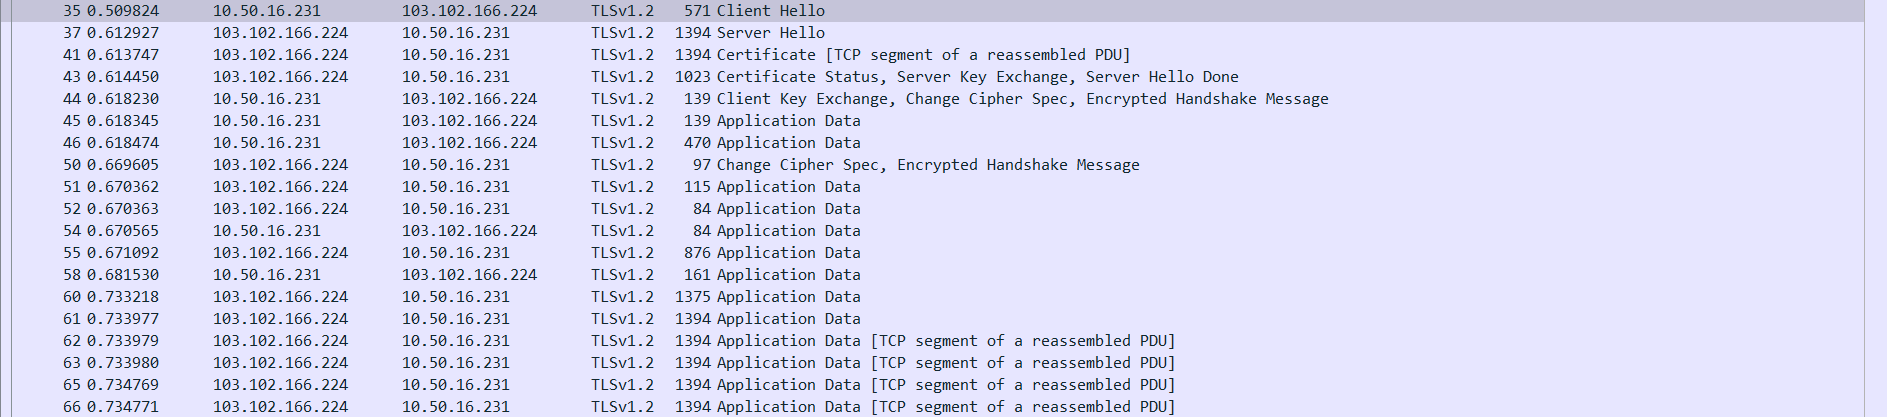 35 0.509824 10.50.16.231 103.102.166.224 TLSv1.2 571 Client Hello
37 0.612927 103.102.166.224 10.50.16.231 TLSv1.2 1394 Server Hello
41 0.613747 103.102.166.224 10.50.16.231 TLSv1.2 1394 Certificate [TCP segment of a reassembled PDU]
43 0.614450 103.102.166.224 10.50.16.231 TLSv1.2 1023 Certificate Status, Server Key Exchange, Server Hello Done
44 0.618230 10.50.16.231 103.102.166.224 TLSv1.2 139 Client Key Exchange, Change Cipher Spec, Encrypted Handshake Message
45 0.618345 10.50.16.231 103.102.166.224 TLSv1.2 139 Application Data
46 0.618474 10.50.16.231 103.102.166.224 TLSv1.2 470 Application Data
50 0.669605 103.102.166.224 10.50.16.231 TLSv1.2 97 Change Cipher Spec, Encrypted Handshake Message
51 0.670362 103.102.166.224 10.50.16.231 TLSv1.2 115 Application Data
52 0.670363 103.102.166.224 10.50.16.231 TLSv1.2 84 Application Data
54 0.670565 10.50.16.231 103.102.166.224 TLSv1.2 84 Application Data
55 0.671092 103.102.166.224 10.50.16.231 TLSv1.2 876 Application Data
58 0.681530 10.50.16.231 103.102.166.224 TLSv1.2 161 Application Data
60 0.733218 103.102.166.224 10.50.16.231 TLSv1.2 1375 Application Data
61 0.733977 103.102.166.224 10.50.16.231 TLSv1.2 1394 Application Data
62 0.733979 103.102.166.224 10.50.16.231 TLSv1.2 1394 Application Data [TCP segment of a reassembled PDU]
63 0.733980 103.102.166.224 10.50.16.231 TLSv1.2 1394 Application Data [TCP segment of a reassembled PDU]
65 0.734769 103.102.166.224 10.50.16.231 TLSv1.2 1394 Application Data [TCP segment of a reassembled PDU]
66 0.734771 103.102.166.224 10.50.16.231 TLSv1.2 1394 Application Data [TCP segment of a reassembled PDU]